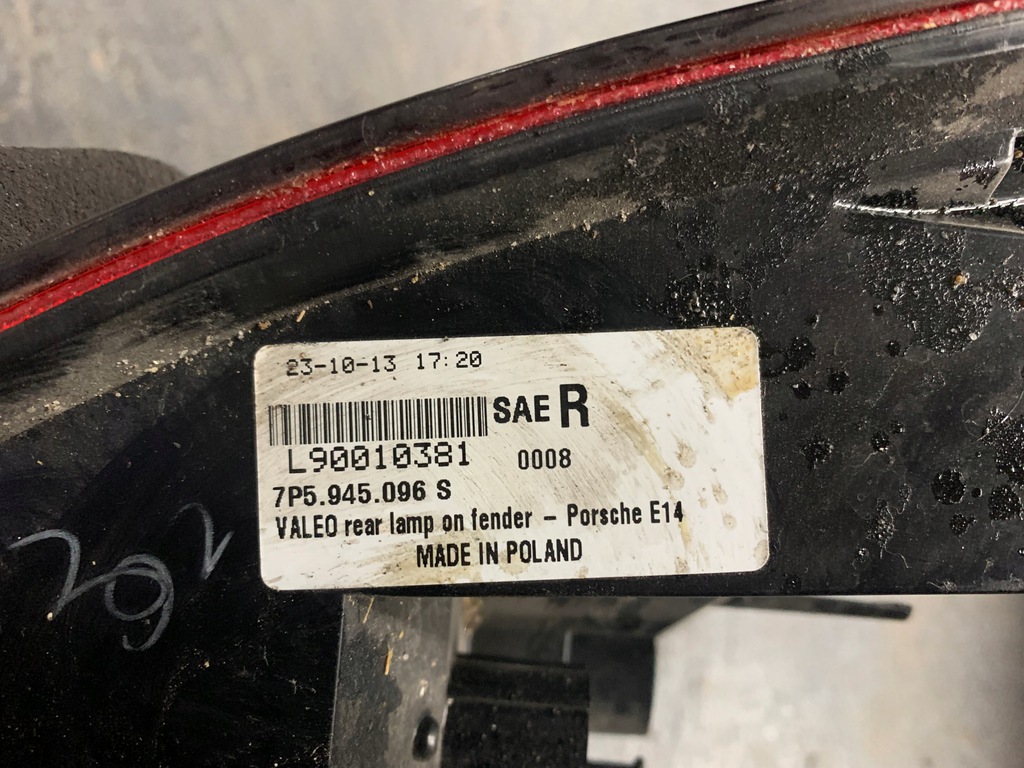 23-10-13 17:20
SAE R
L90010381 0008
7P5.945.096 S
VALEO rear lamp on fender – Porsche E14
MADE IN POLAND